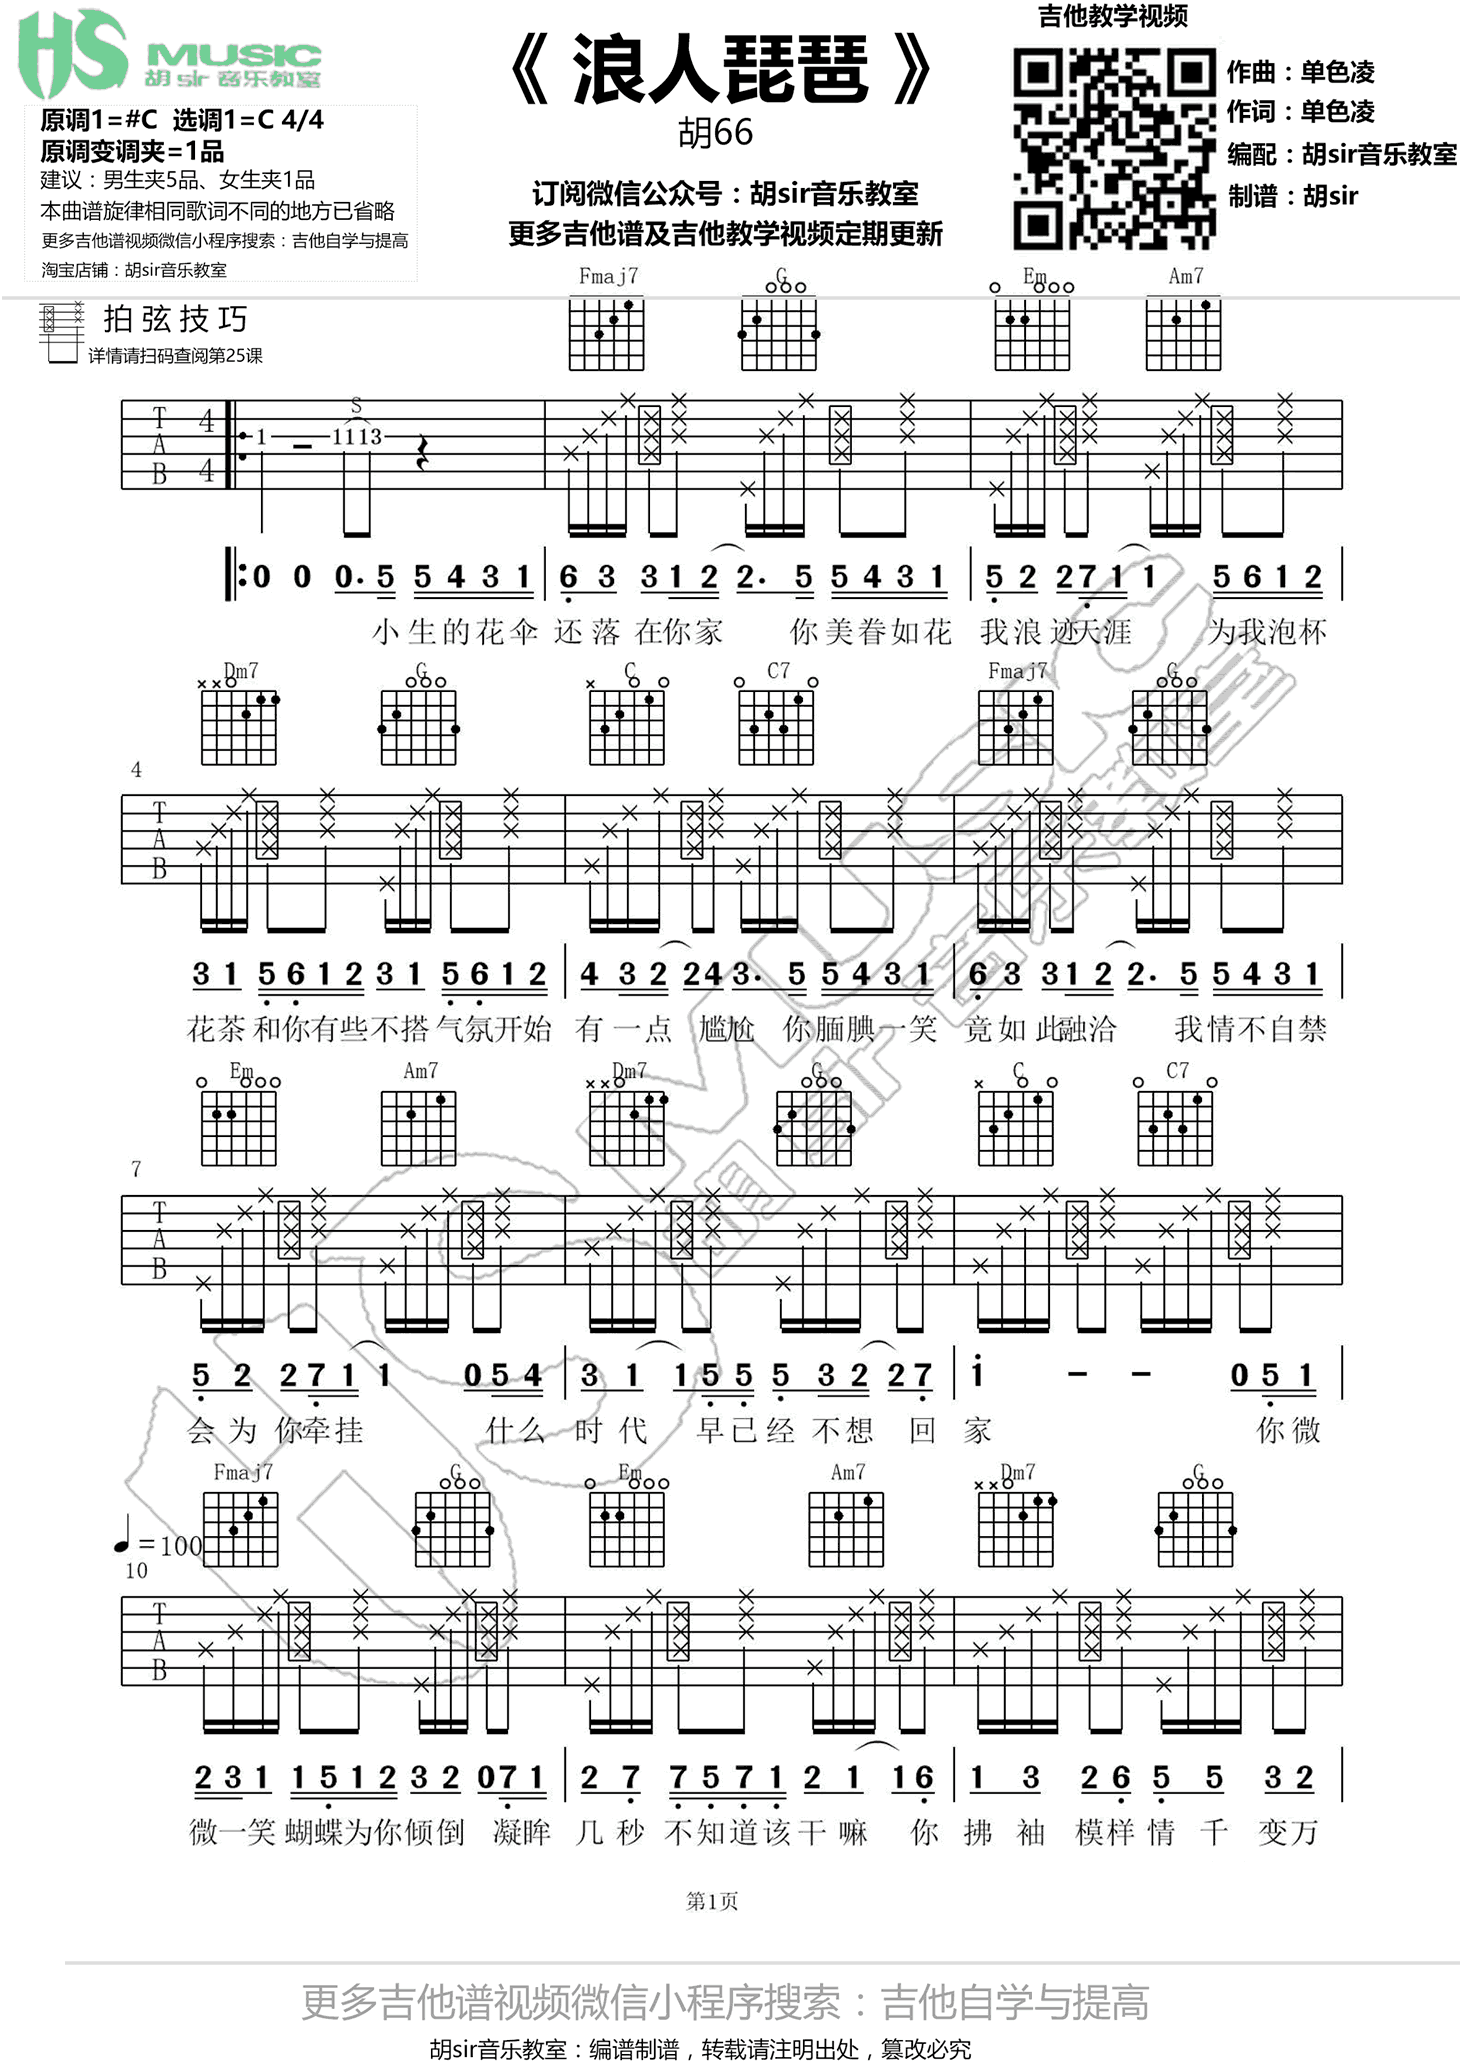 HS MUSIC
胡 sir 音乐教室
吉他教学视频
《 浪人琵琶 》
胡66
作曲：单色凌
作词：单色凌
编配：胡sir音乐教室
制谱：胡sir
原调1=#C 选调1=C 4/4
原调变调夹=1品
建议：男生夹5品、女生夹1品
本曲谱旋律相同歌词不同的地方已省略
更多吉他谱视频微信小程序搜索：吉他自学与提高
淘宝店铺：胡sir音乐教室
订阅微信公众号：胡sir音乐教室
更多吉他谱及吉他教学视频定期更新
拍弦技巧
详情请扫码查阅第25课
Fmaj7 G Em Am7
S
T A B 4 4 1 - 11 13
0 0 0. 5 5 4 3 1 6 3 3 1 2 2. 5 5 4 3 1 5 2 2 7 1 1 5 6 1 2
小生的花伞 还落在你家 你美眷如花 我浪迹天涯 为我泡杯
Dm7 G C C7 Fmaj7 G
4
T A B
3 1 5 6 1 2 3 1 5 6 1 2 4 3 2 2 4 3. 5 5 4 3 1 6 3 3 1 2 2. 5 5 4 3 1
花茶 和你有些不搭 气氛开始 有一点 尴尬 你腼腆一笑 竟如此融洽 我情不自禁
Em Am7 Dm7 G C C7
7
T A B
5 2 2 7 1 1 0 5 4 3 1 1 5 5 5 3 2 2 7 i - - 0 5 1
会为你牵挂 什么 时代 早已经不想 回 家 你微
Fmaj7 G Em Am7 Dm7 G
♩=100
10
T A B
2 3 1 1 5 1 2 3 2 0 7 1 2 7 7 5 7 1 2 1 1 6 1 3 2 6 5 5 3 2
微一笑 蝴蝶为你倾倒 凝眸 几秒 不知道该干嘛 你 拂袖 模样情千 变万
第1页
更多吉他谱视频微信小程序搜索：吉他自学与提高
胡sir音乐教室：编谱制谱，转载请注明出处，篡改必究